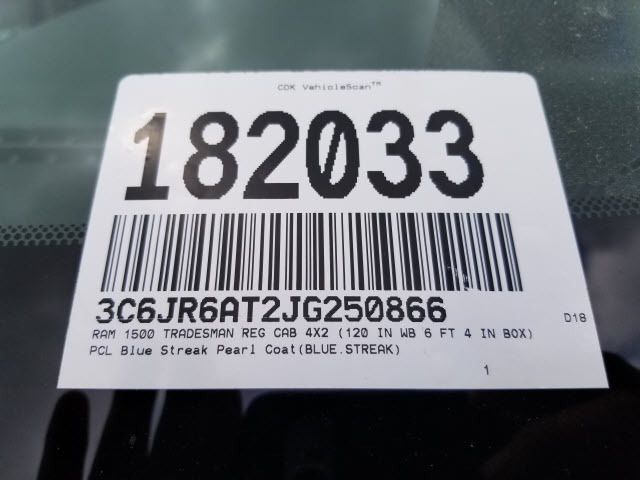 CDK VehicleScan™
182033
3C6JR6AT2JG250866
D18
RAM 1500 TRADESMAN REG CAB 4X2 (120 IN WB 6 FT 4 IN BOX)
PCL Blue Streak Pearl Coat(BLUE.STREAK)
1